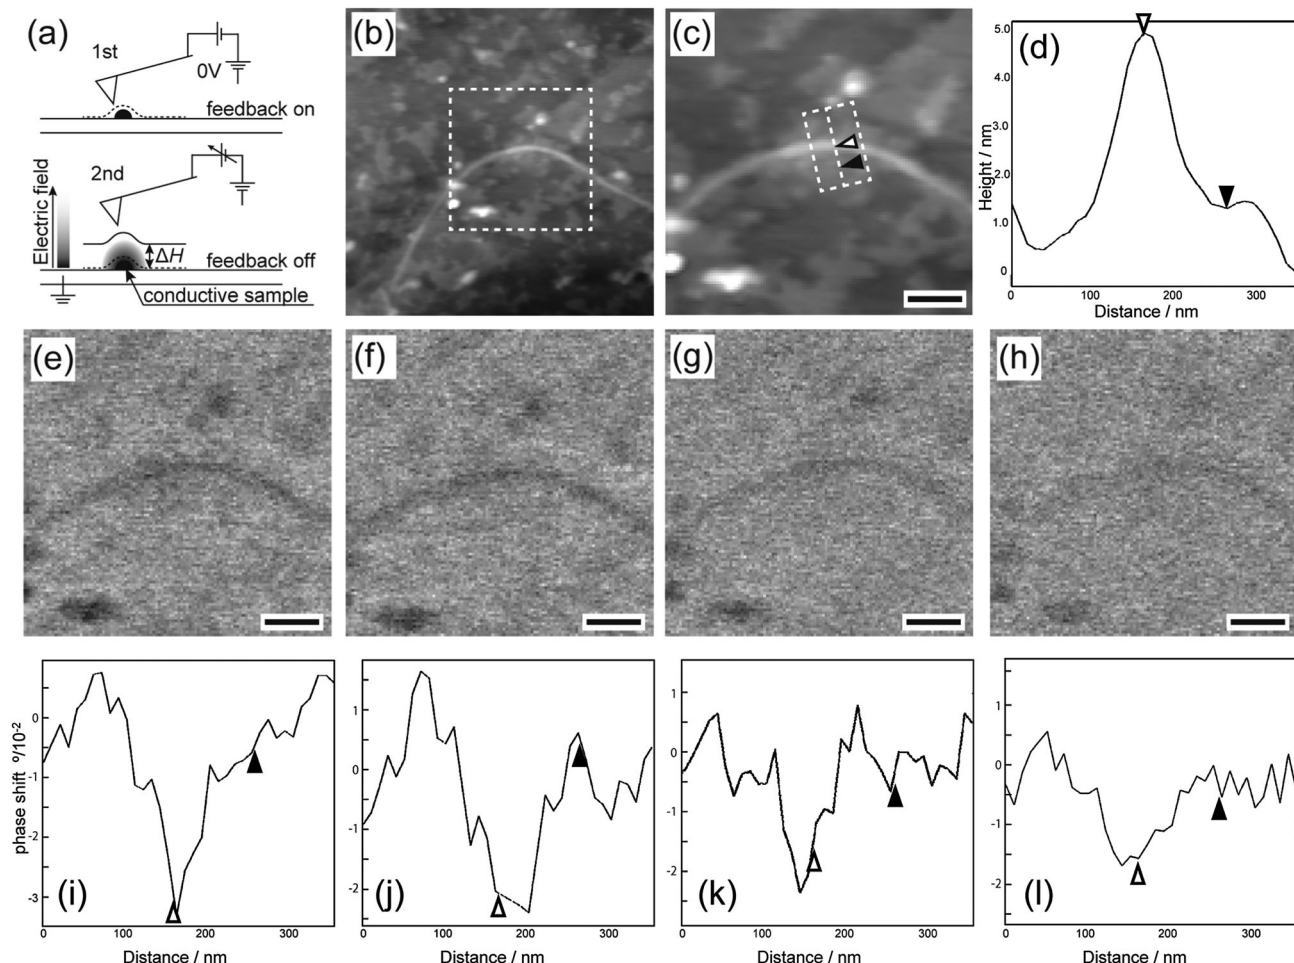 (a)
1st
0V
feedback on
2nd
Electric field
ΔH
feedback off
conductive sample
(b)
(c)
(d)
5.0
4.0
3.0
2.0
1.0
0
Height / nm
0
100
200
300
Distance / nm
(e)
(f)
(g)
(h)
0
-1
-2
-3
phase shift °/10⁻²
(i)
0
100
200
300
Distance / nm
1
0
-1
-2
(j)
0
100
200
300
Distance / nm
1
0
-1
-2
(k)
0
100
200
300
Distance / nm
1
0
-1
-2
(l)
0
100
200
300
Distance / nm